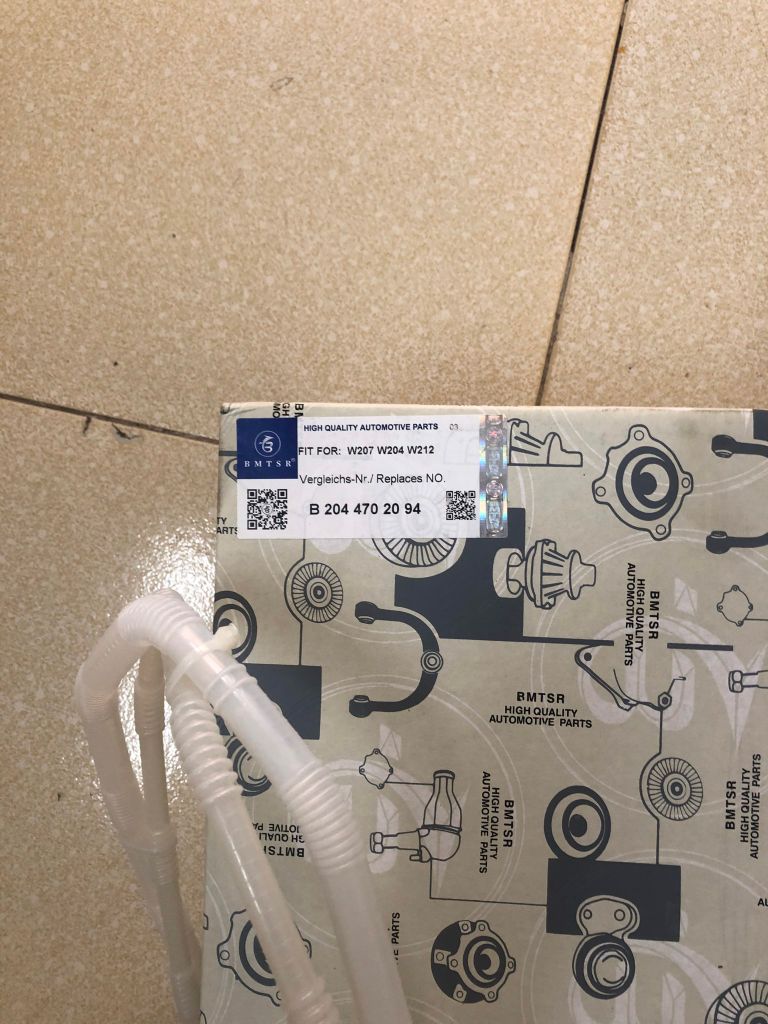 HIGH QUALITY AUTOMOTIVE PARTS
BMTSR®
FIT FOR: W207 W204 W212
Vergleichs-Nr./ Replaces NO.
B 204 470 20 94
BMTSR
HIGH QUALITY
AUTOMOTIVE PARTS
BMTSR
HIGH QUALITY
AUTOMOTIVE PARTS
BMTSR
HIGH QUALITY
AUTOMOTIVE PARTS
BMTSR
HIGH QUALITY
AUTOMOTIVE PARTS
BMTSR
PARTS